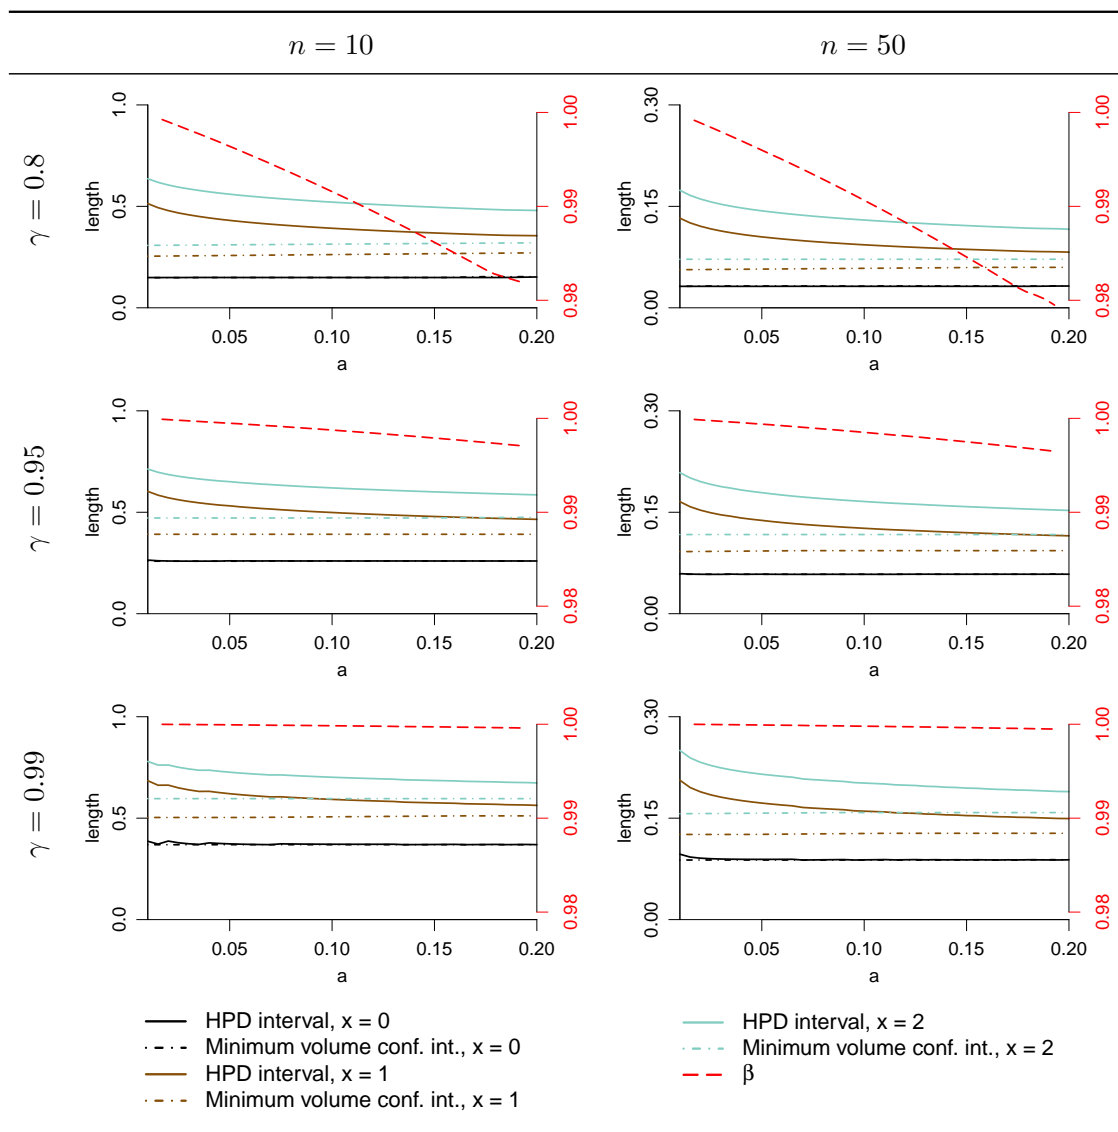 n = 10
n = 50
γ = 0.8
length
0.0 0.5 1.0
0.05 0.10 0.15 0.20
a
0.98 0.99 1.00
length
0.00 0.15 0.30
0.05 0.10 0.15 0.20
a
0.98 0.99 1.00
γ = 0.95
length
0.0 0.5 1.0
0.05 0.10 0.15 0.20
a
0.98 0.99 1.00
length
0.00 0.15 0.30
0.05 0.10 0.15 0.20
a
0.98 0.99 1.00
γ = 0.99
length
0.0 0.5 1.0
0.05 0.10 0.15 0.20
a
0.98 0.99 1.00
length
0.00 0.15 0.30
0.05 0.10 0.15 0.20
a
0.98 0.99 1.00
HPD interval, x = 0
Minimum volume conf. int., x = 0
HPD interval, x = 1
Minimum volume conf. int., x = 1
HPD interval, x = 2
Minimum volume conf. int., x = 2
β